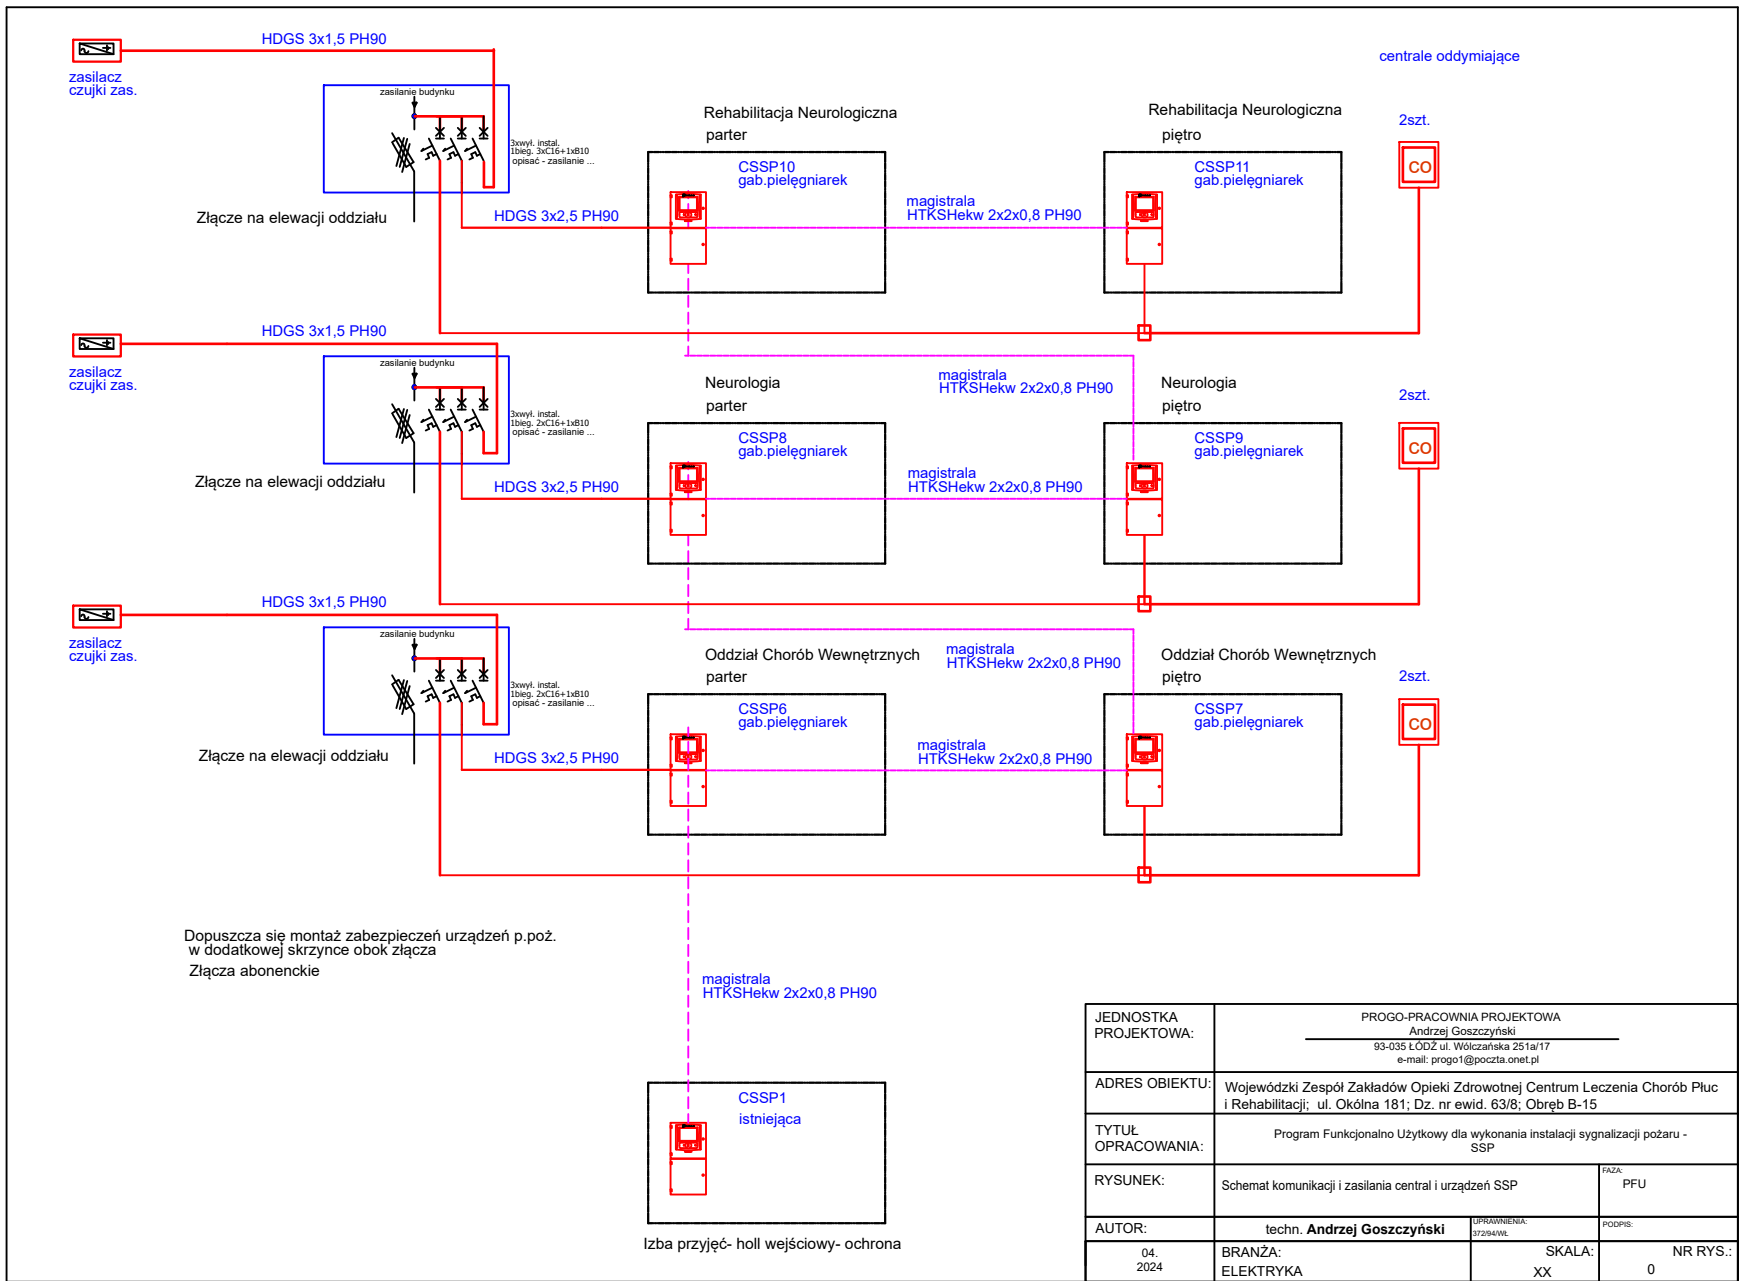 HDGS 3x1,5 PH90
centrale oddymiające
zasilacz
czujki zas.
zasilanie budynku
3xwył. instal.
1bieg. 3xC16+1xB10
opisać - zasilanie ...
Złącze na elewacji oddziału
HDGS 3x2,5 PH90
Rehabilitacja Neurologiczna
parter
CSSP10
gab.pielęgniarek
magistrala
HTKSHekw 2x2x0,8 PH90
Rehabilitacja Neurologiczna
piętro
CSSP11
gab.pielęgniarek
2szt.
CO
HDGS 3x1,5 PH90
zasilacz
czujki zas.
zasilanie budynku
3xwył. instal.
1bieg. 2xC16+1xB10
opisać - zasilanie ...
Złącze na elewacji oddziału
HDGS 3x2,5 PH90
magistrala
HTKSHekw 2x2x0,8 PH90
Neurologia
parter
CSSP8
gab.pielęgniarek
magistrala
HTKSHekw 2x2x0,8 PH90
Neurologia
piętro
CSSP9
gab.pielęgniarek
2szt.
CO
HDGS 3x1,5 PH90
zasilacz
czujki zas.
zasilanie budynku
3xwył. instal.
1bieg. 2xC16+1xB10
opisać - zasilanie ...
Złącze na elewacji oddziału
HDGS 3x2,5 PH90
magistrala
HTKSHekw 2x2x0,8 PH90
Oddział Chorób Wewnętrznych
parter
CSSP6
gab.pielęgniarek
magistrala
HTKSHekw 2x2x0,8 PH90
Oddział Chorób Wewnętrznych
piętro
CSSP7
gab.pielęgniarek
2szt.
CO
Dopuszcza się montaż zabezpieczeń urządzeń p.poż.
w dodatkowej skrzynce obok złącza
Złącza abonenckie
magistrala
HTKSHekw 2x2x0,8 PH90
CSSP1
istniejąca
Izba przyjęć- holl wejściowy- ochrona
JEDNOSTKA
PROJEKTOWA:
PROGO-PRACOWNIA PROJEKTOWA
Andrzej Goszczyński
93-035 ŁÓDŹ ul. Wólczańska 251a/17
e-mail: progo1@poczta.onet.pl
ADRES OBIEKTU:
Wojewódzki Zespół Zakładów Opieki Zdrowotnej Centrum Leczenia Chorób Płuc
i Rehabilitacji; ul. Okólna 181; Dz. nr ewid. 63/8; Obręb B-15
TYTUŁ
OPRACOWANIA:
Program Funkcjonalno Użytkowy dla wykonania instalacji sygnalizacji pożaru -
SSP
RYSUNEK:
Schemat komunikacji i zasilania central i urządzeń SSP
FAZA:
PFU
AUTOR:
techn. Andrzej Goszczyński
UPRAWNIENIA:
372/94/WŁ
PODPIS:
04.
2024
BRANŻA:
ELEKTRYKA
SKALA:
XX
NR RYS.:
0